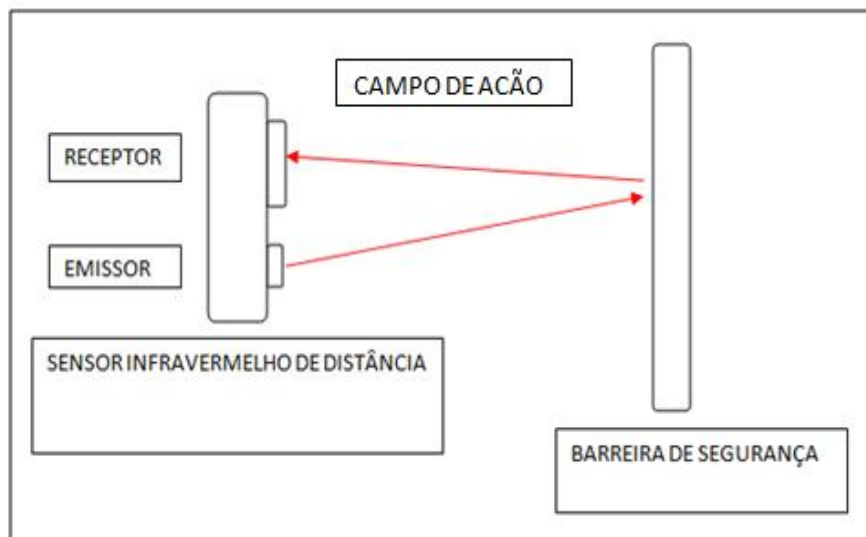 CAMPO DE ACÃO
RECEPTOR
EMISSOR
SENSOR INFRAVERMELHO DE DISTÂNCIA
BARREIRA DE SEGURANÇA